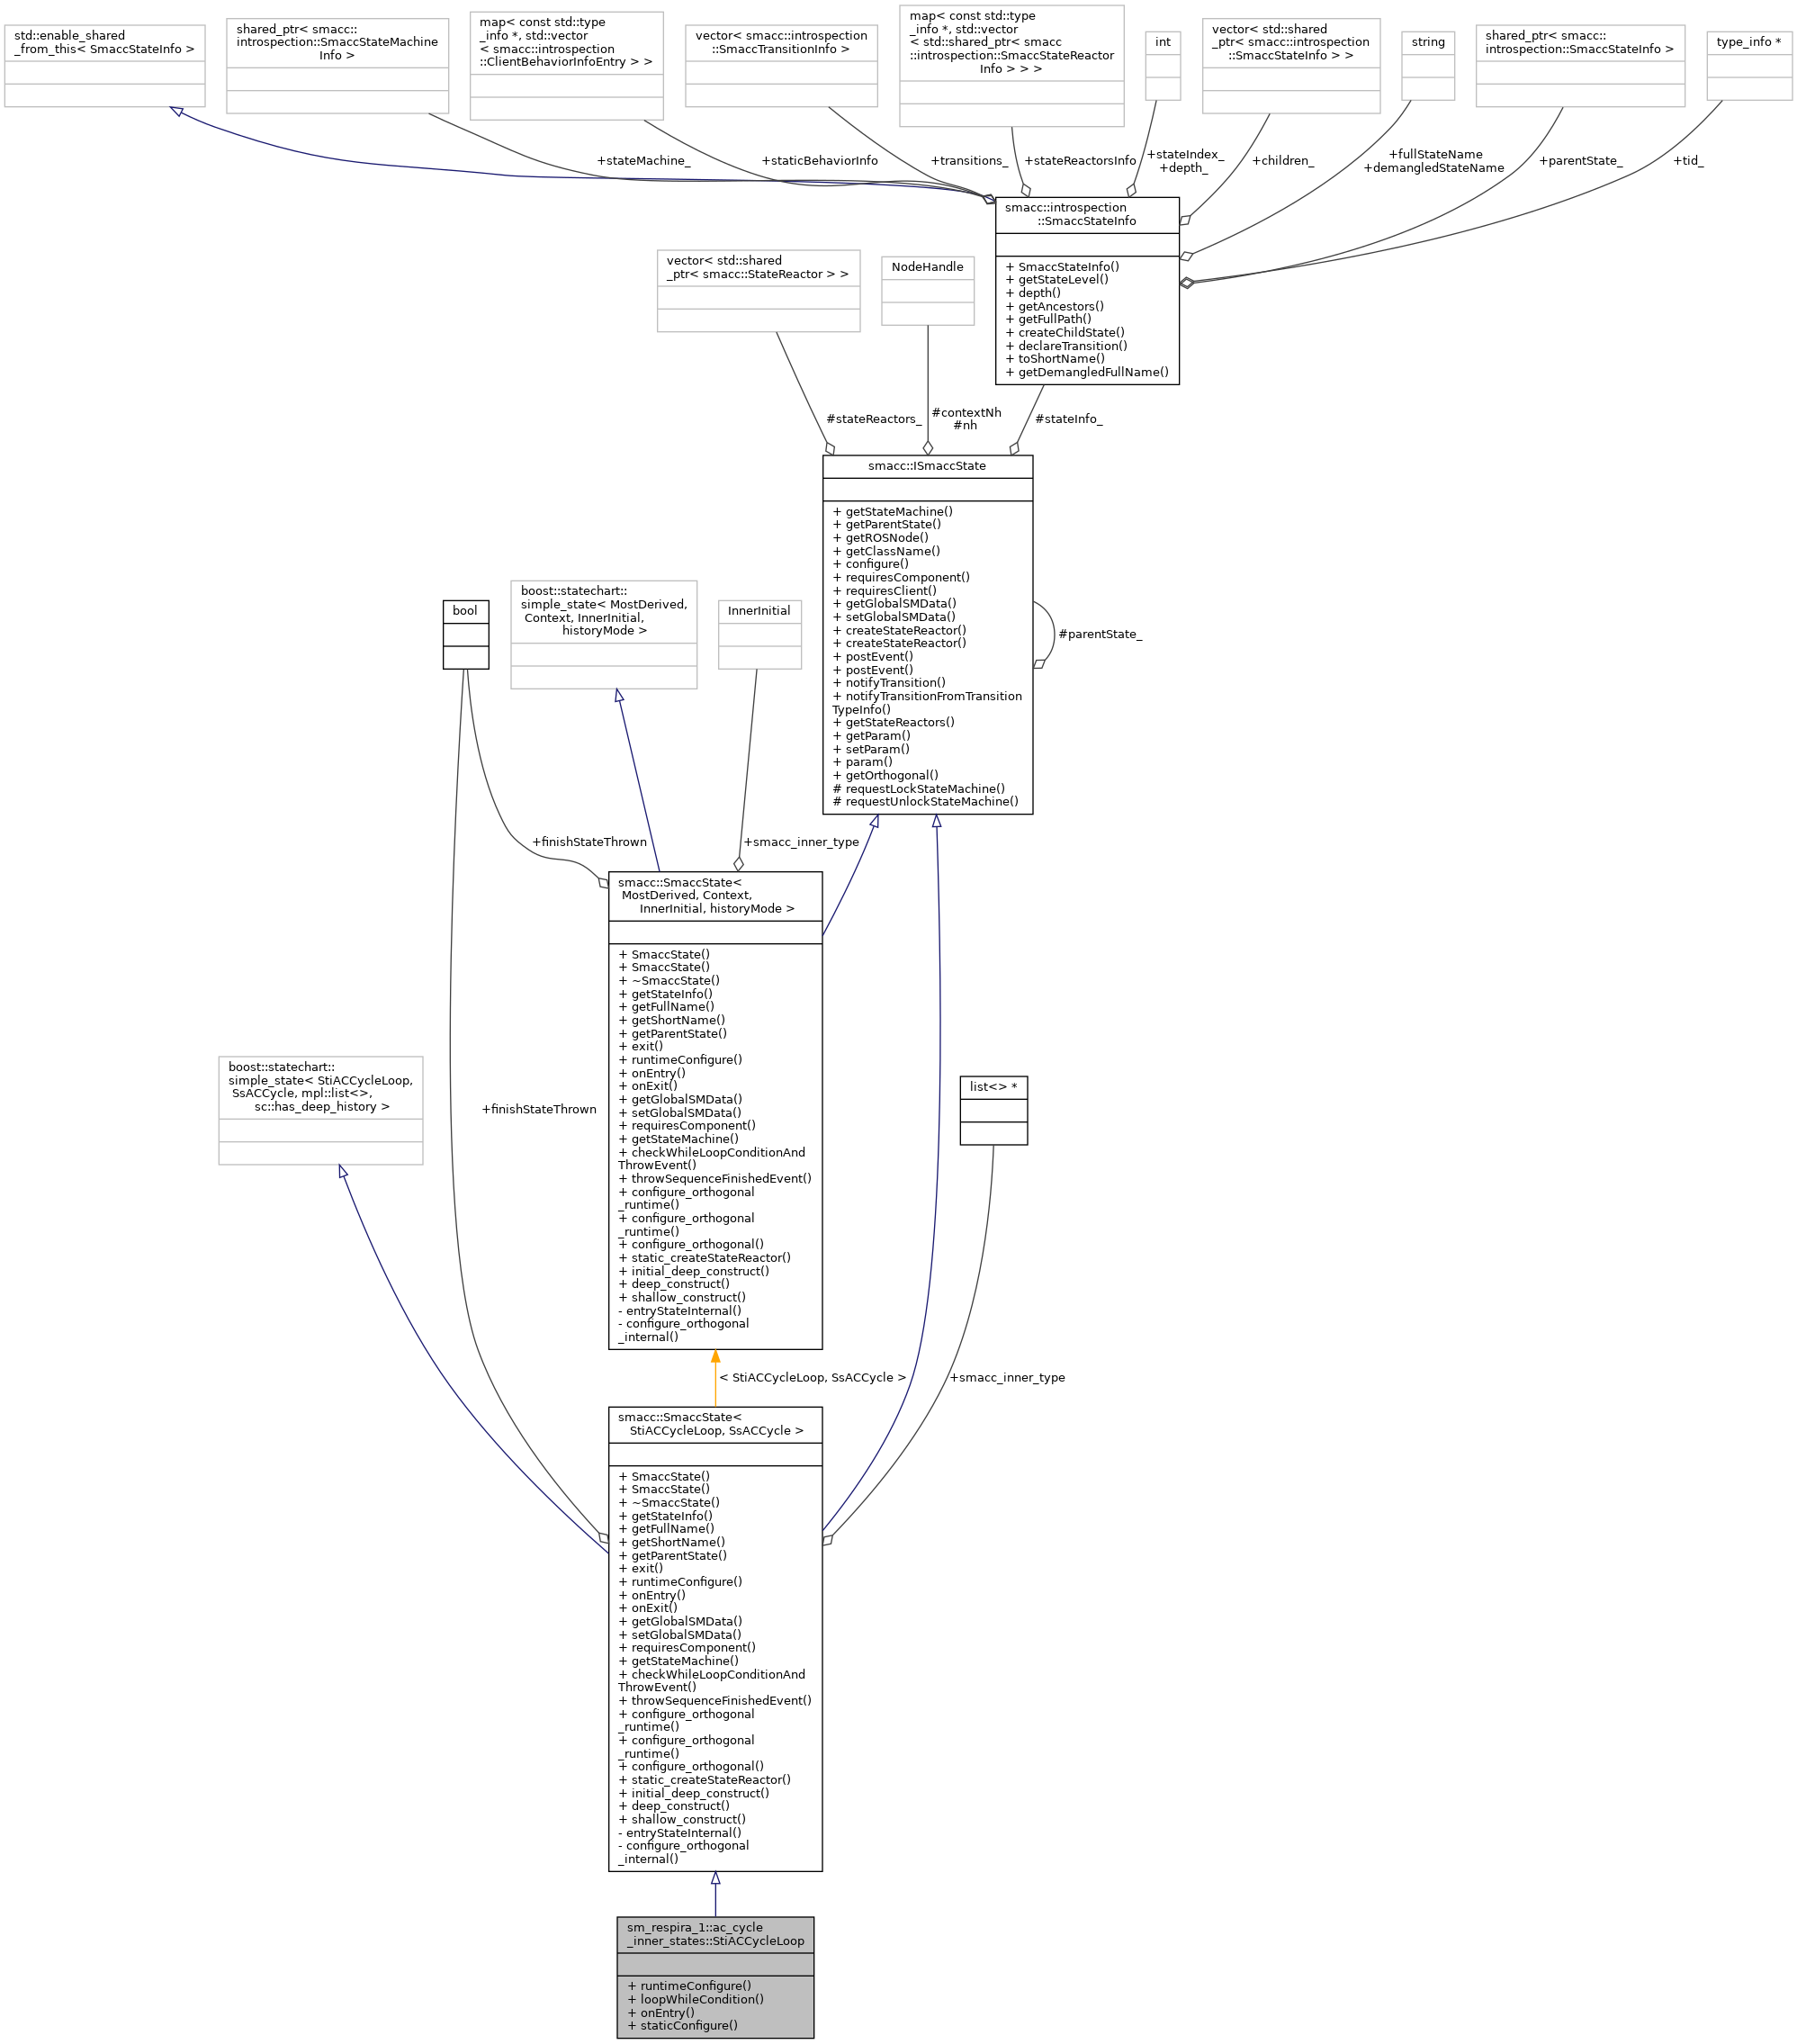 std::enable_shared
_from_this< SmaccStateInfo >
shared_ptr< smacc::
introspection::SmaccStateMachine
Info >
map< const std::type
_info *, std::vector
< smacc::introspection
::ClientBehaviorInfoEntry > >
vector< smacc::introspection
::SmaccTransitionInfo >
map< const std::type
_info *, std::vector
< std::shared_ptr< smacc
::introspection::SmaccStateReactor
Info > > >
int
vector< std::shared
_ptr< smacc::introspection
::SmaccStateInfo > >
string
shared_ptr< smacc::
introspection::SmaccStateInfo >
type_info *
+stateMachine_
+staticBehaviorInfo
+transitions_
+stateReactorsInfo
+stateIndex_
+depth_
+children_
+fullStateName
+demangledStateName
+parentState_
+tid_
smacc::introspection
::SmaccStateInfo
+ SmaccStateInfo()
+ getStateLevel()
+ depth()
+ getAncestors()
+ getFullPath()
+ createChildState()
+ declareTransition()
+ toShortName()
+ getDemangledFullName()
vector< std::shared
_ptr< smacc::StateReactor > >
NodeHandle
#stateReactors_
#contextNh
#nh
#stateInfo_
smacc::ISmaccState
+ getStateMachine()
+ getParentState()
+ getROSNode()
+ getClassName()
+ configure()
+ requiresComponent()
+ requiresClient()
+ getGlobalSMData()
+ setGlobalSMData()
+ createStateReactor()
+ createStateReactor()
+ postEvent()
+ postEvent()
+ notifyTransition()
+ notifyTransitionFromTransition
TypeInfo()
+ getStateReactors()
+ getParam()
+ setParam()
+ param()
+ getOrthogonal()
# requestLockStateMachine()
# requestUnlockStateMachine()
#parentState_
bool
boost::statechart::
simple_state< MostDerived,
Context, InnerInitial,
historyMode >
InnerInitial
+finishStateThrown
+smacc_inner_type
smacc::SmaccState<
MostDerived, Context,
InnerInitial, historyMode >
+ SmaccState()
+ SmaccState()
+ ~SmaccState()
+ getStateInfo()
+ getFullName()
+ getShortName()
+ getParentState()
+ exit()
+ runtimeConfigure()
+ onEntry()
+ onExit()
+ getGlobalSMData()
+ setGlobalSMData()
+ requiresComponent()
+ getStateMachine()
+ checkWhileLoopConditionAnd
ThrowEvent()
+ throwSequenceFinishedEvent()
+ configure_orthogonal
_runtime()
+ configure_orthogonal
_runtime()
+ configure_orthogonal()
+ static_createStateReactor()
+ initial_deep_construct()
+ deep_construct()
+ shallow_construct()
- entryStateInternal()
- configure_orthogonal
_internal()
boost::statechart::
simple_state< StiACCycleLoop,
SsACCycle, mpl::list<>,
sc::has_deep_history >
+finishStateThrown
list<> *
< StiACCycleLoop, SsACCycle >
+smacc_inner_type
smacc::SmaccState<
StiACCycleLoop, SsACCycle >
+ SmaccState()
+ SmaccState()
+ ~SmaccState()
+ getStateInfo()
+ getFullName()
+ getShortName()
+ getParentState()
+ exit()
+ runtimeConfigure()
+ onEntry()
+ onExit()
+ getGlobalSMData()
+ setGlobalSMData()
+ requiresComponent()
+ getStateMachine()
+ checkWhileLoopConditionAnd
ThrowEvent()
+ throwSequenceFinishedEvent()
+ configure_orthogonal
_runtime()
+ configure_orthogonal
_runtime()
+ configure_orthogonal()
+ static_createStateReactor()
+ initial_deep_construct()
+ deep_construct()
+ shallow_construct()
- entryStateInternal()
- configure_orthogonal
_internal()
sm_respira_1::ac_cycle
_inner_states::StiACCycleLoop
+ runtimeConfigure()
+ loopWhileCondition()
+ onEntry()
+ staticConfigure()